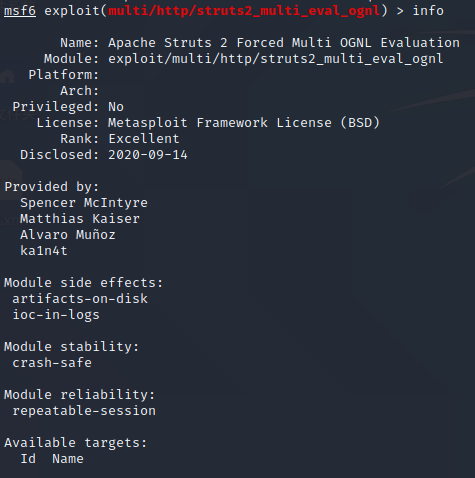 msf6 exploit(multi/http/struts2_multi_eval_ognl) > info
Name: Apache Struts 2 Forced Multi OGNL Evaluation
Module: exploit/multi/http/struts2_multi_eval_ognl
Platform:
Arch:
Privileged: No
License: Metasploit Framework License (BSD)
Rank: Excellent
Disclosed: 2020-09-14
Provided by:
Spencer McIntyre
Matthias Kaiser
Alvaro Muñoz
ka1n4t
Module side effects:
artifacts-on-disk
ioc-in-logs
Module stability:
crash-safe
Module reliability:
repeatable-session
Available targets:
Id  Name